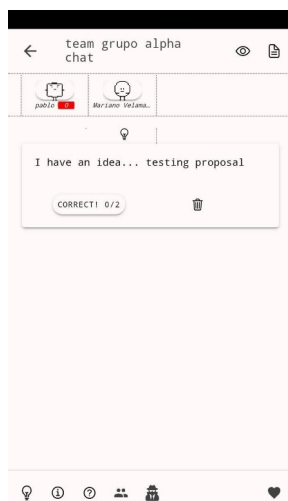 team grupo alpha
chat
pablo 0
Mariano Velama…
I have an idea... testing proposal
CORRECT! 0/2